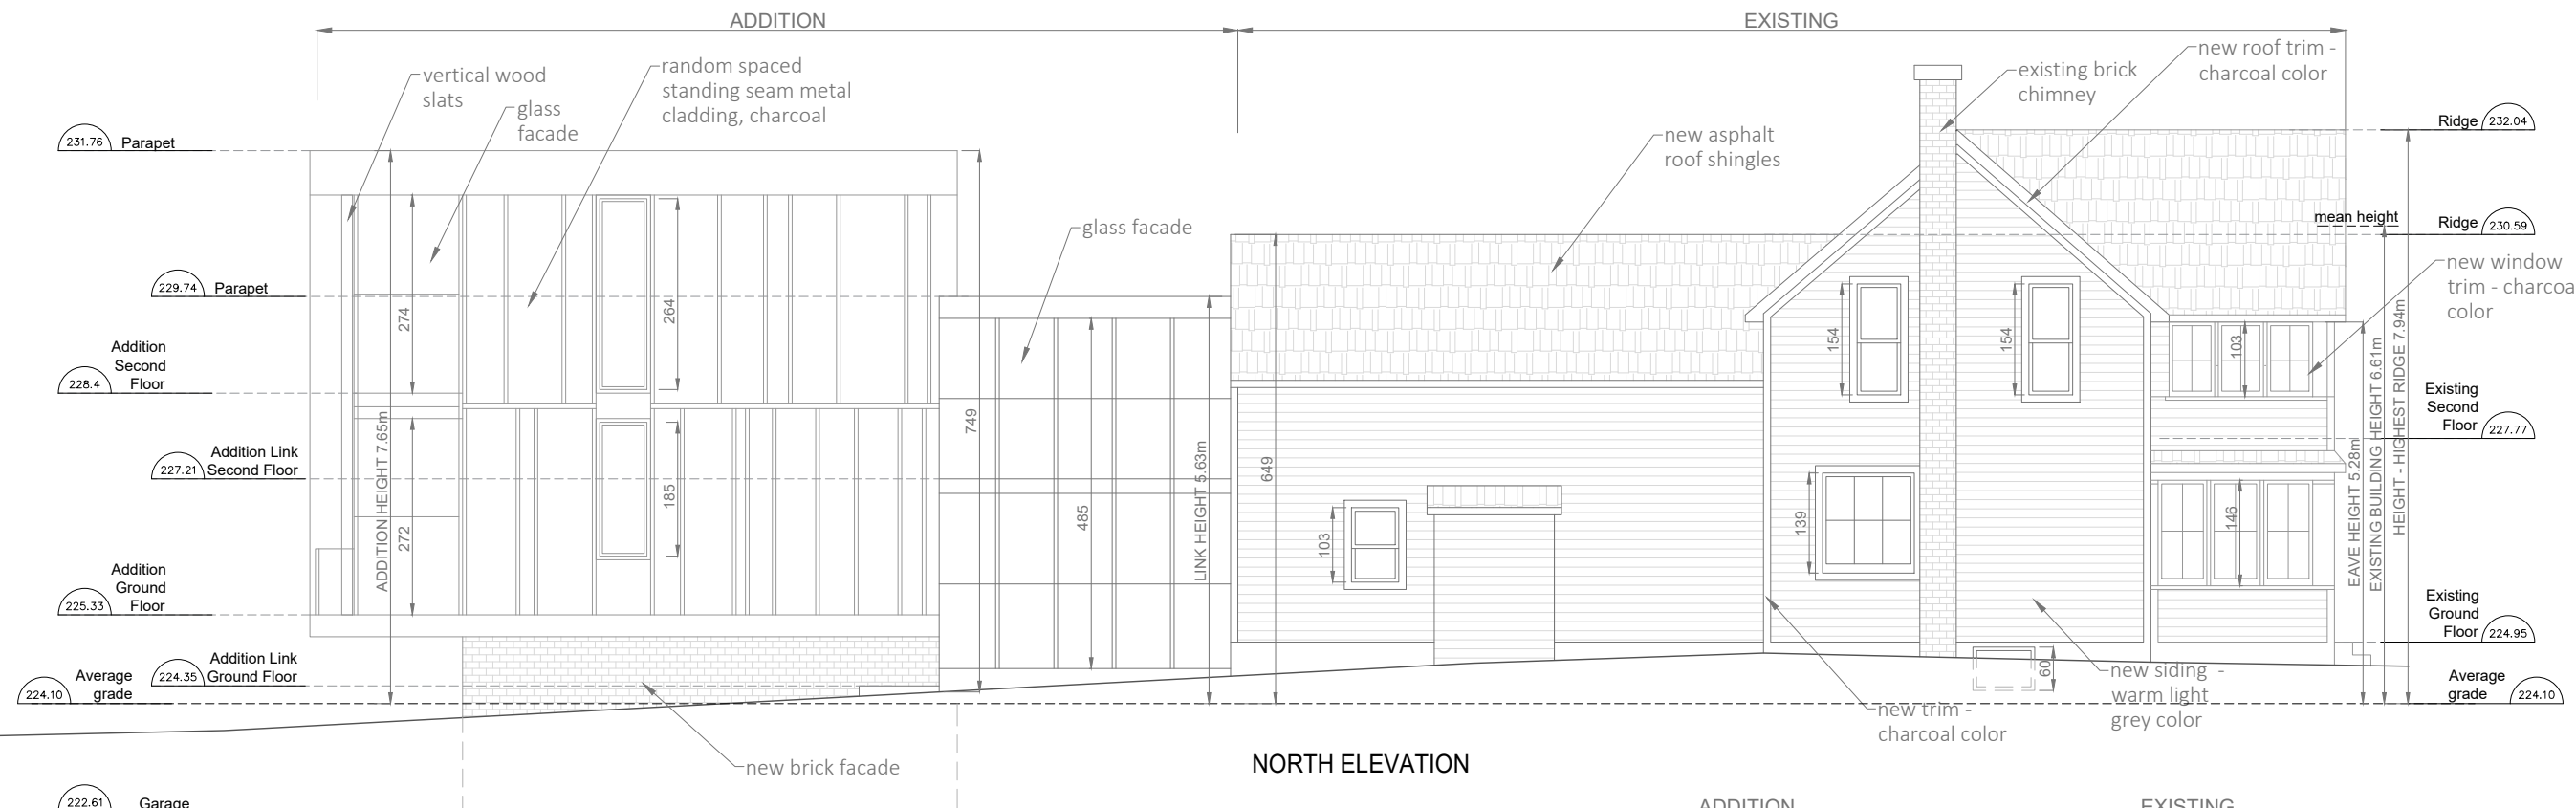 ADDITION
EXISTING
vertical wood
slats
glass
facade
random spaced
standing seam metal
cladding, charcoal
existing brick
chimney
new roof trim -
charcoal color
new asphalt
roof shingles
glass facade
231.76 Parapet
Ridge 232.04
mean height
Ridge 230.59
229.74 Parapet
new window
trim - charcoa
color
Addition
Second
Floor
228.4
Addition Link
Second Floor
227.21
Existing
Second
Floor
227.77
274
264
ADDITION HEIGHT 7.65m
272
185
749
485
LINK HEIGHT 5.63m
649
103
154
139
154
103
146
EAVE HEIGHT 5.28m
EXISTING BUILDING HEIGHT 6.61m
HEIGHT - HIGHEST RIDGE 7.94m
60
Addition
Ground
Floor
225.33
Existing
Ground
Floor
224.95
Addition Link
Ground Floor
224.35
Average
grade
224.10
Average
grade
224.10
new siding -
warm light
grey color
new trim -
charcoal color
new brick facade
NORTH ELEVATION
222.61 Garage
ADDITION
EXISTING